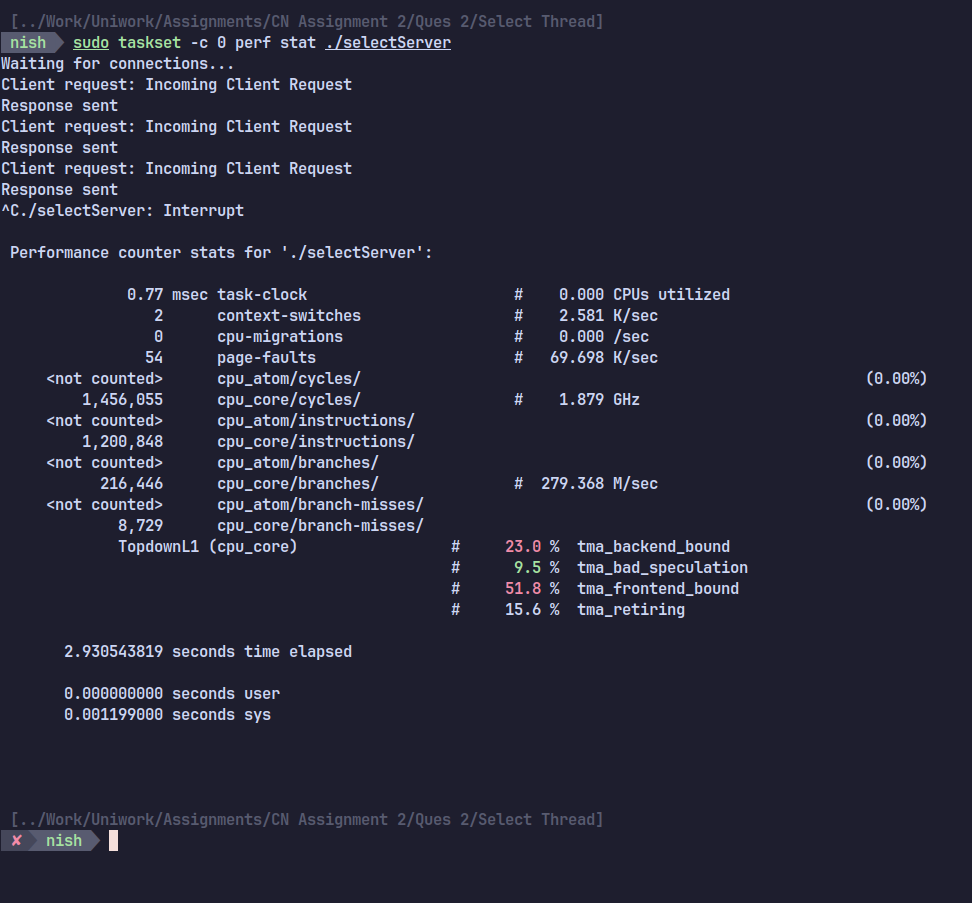 [../Work/Uniwork/Assignments/CN Assignment 2/Ques 2/Select Thread]
nish sudo taskset -c 0 perf stat ./selectServer
Waiting for connections...
Client request: Incoming Client Request
Response sent
Client request: Incoming Client Request
Response sent
Client request: Incoming Client Request
Response sent
^C./selectServer: Interrupt
Performance counter stats for './selectServer':
0.77 msec task-clock # 0.000 CPUs utilized
2 context-switches # 2.581 K/sec
0 cpu-migrations # 0.000 /sec
54 page-faults # 69.698 K/sec
<not counted> cpu_atom/cycles/ (0.00%)
1,456,055 cpu_core/cycles/ # 1.879 GHz
<not counted> cpu_atom/instructions/ (0.00%)
1,200,848 cpu_core/instructions/
<not counted> cpu_atom/branches/ (0.00%)
216,446 cpu_core/branches/ # 279.368 M/sec
<not counted> cpu_atom/branch-misses/ (0.00%)
8,729 cpu_core/branch-misses/
TopdownL1 (cpu_core) # 23.0 % tma_backend_bound
# 9.5 % tma_bad_speculation
# 51.8 % tma_frontend_bound
# 15.6 % tma_retiring
2.930543819 seconds time elapsed
0.000000000 seconds user
0.001199000 seconds sys
[../Work/Uniwork/Assignments/CN Assignment 2/Ques 2/Select Thread]
✘ nish